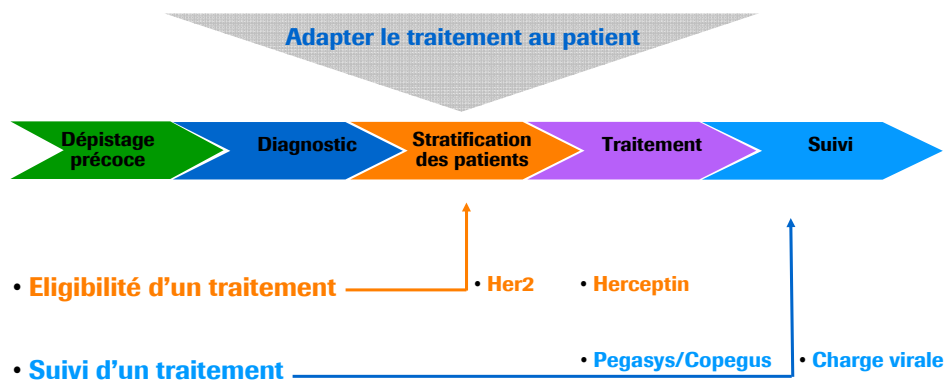 Adapter le traitement au patient
Dépistage
précoce
Diagnostic
Stratification
des patients
Traitement
Suivi
• Eligibilité d'un traitement
• Her2
• Herceptin
• Suivi d'un traitement
• Pegasys/Copegus
• Charge virale